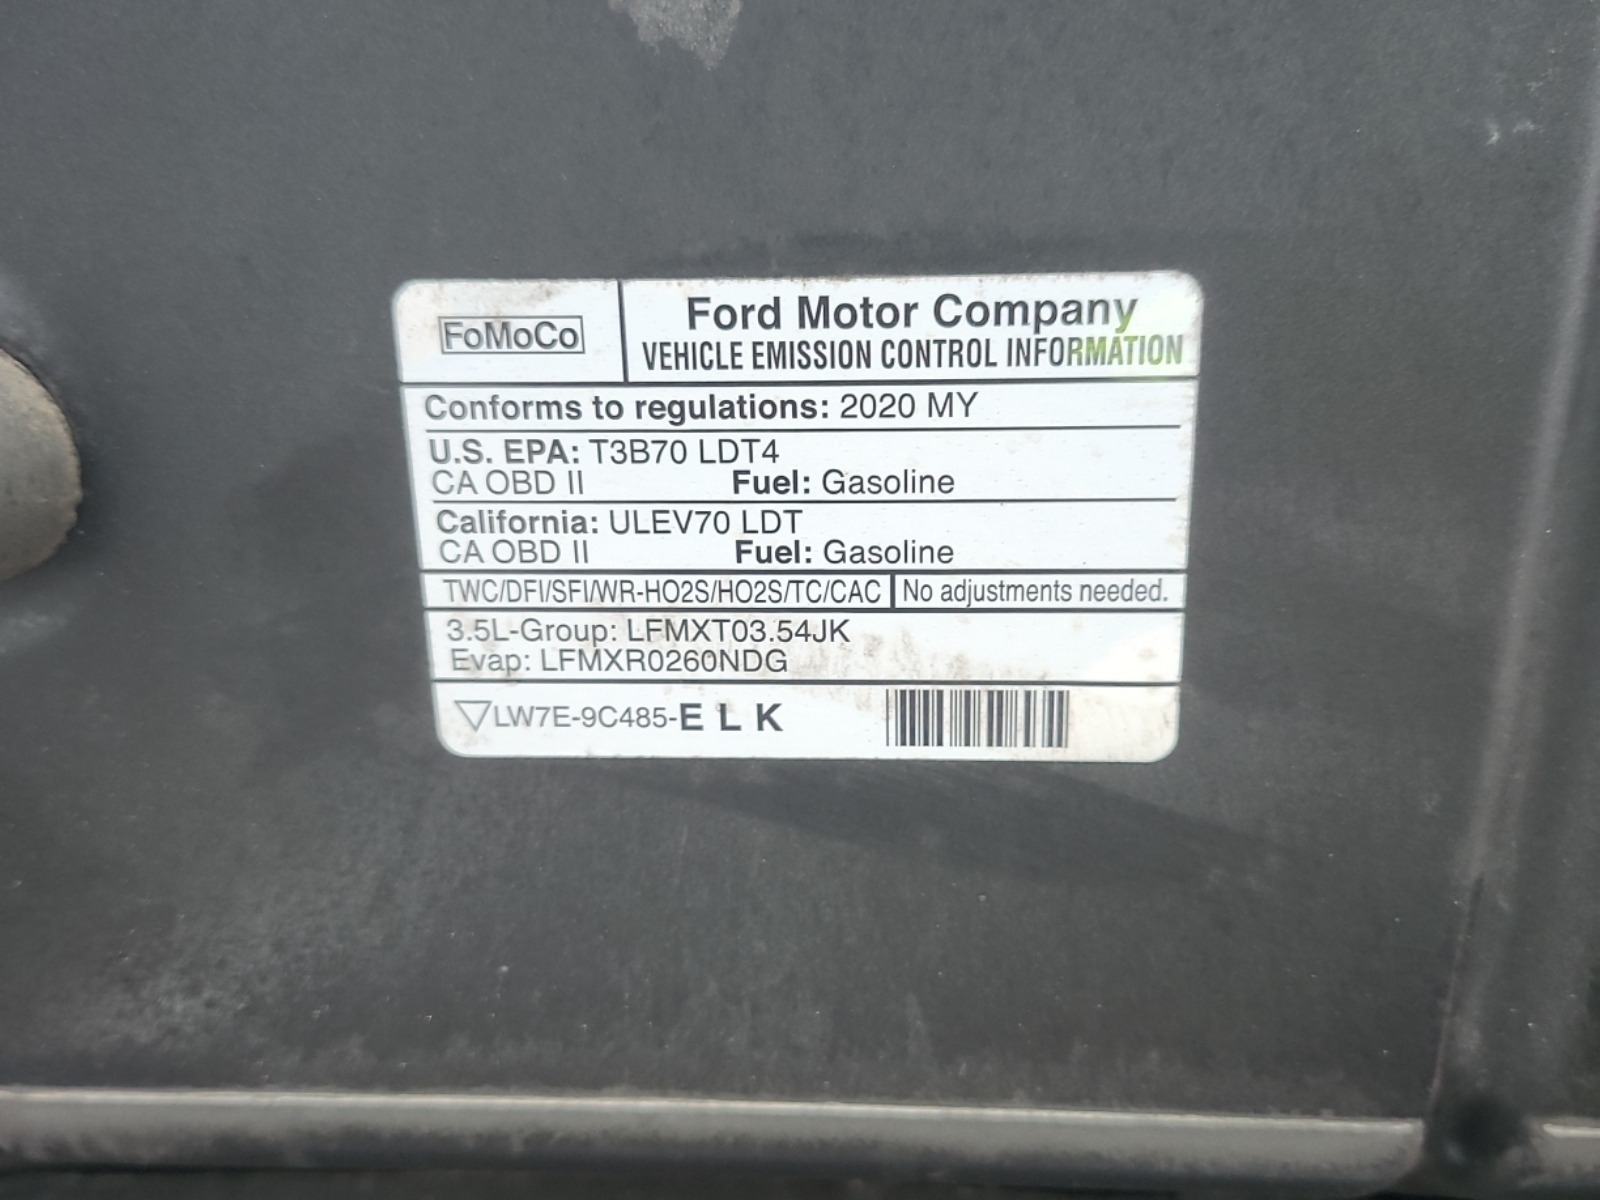 FoMoCo
Ford Motor Company
VEHICLE EMISSION CONTROL INFORMATION
Conforms to regulations: 2020 MY
U.S. EPA: T3B70 LDT4
CA OBD II Fuel: Gasoline
California: ULEV70 LDT
CA OBD II Fuel: Gasoline
TWC/DFI/SFI/WR-HO2S/HO2S/TC/CAC No adjustments needed.
3.5L-Group: LFMXT03.54JK
Evap: LFMXR0260NDG
▽LW7E-9C485-E L K